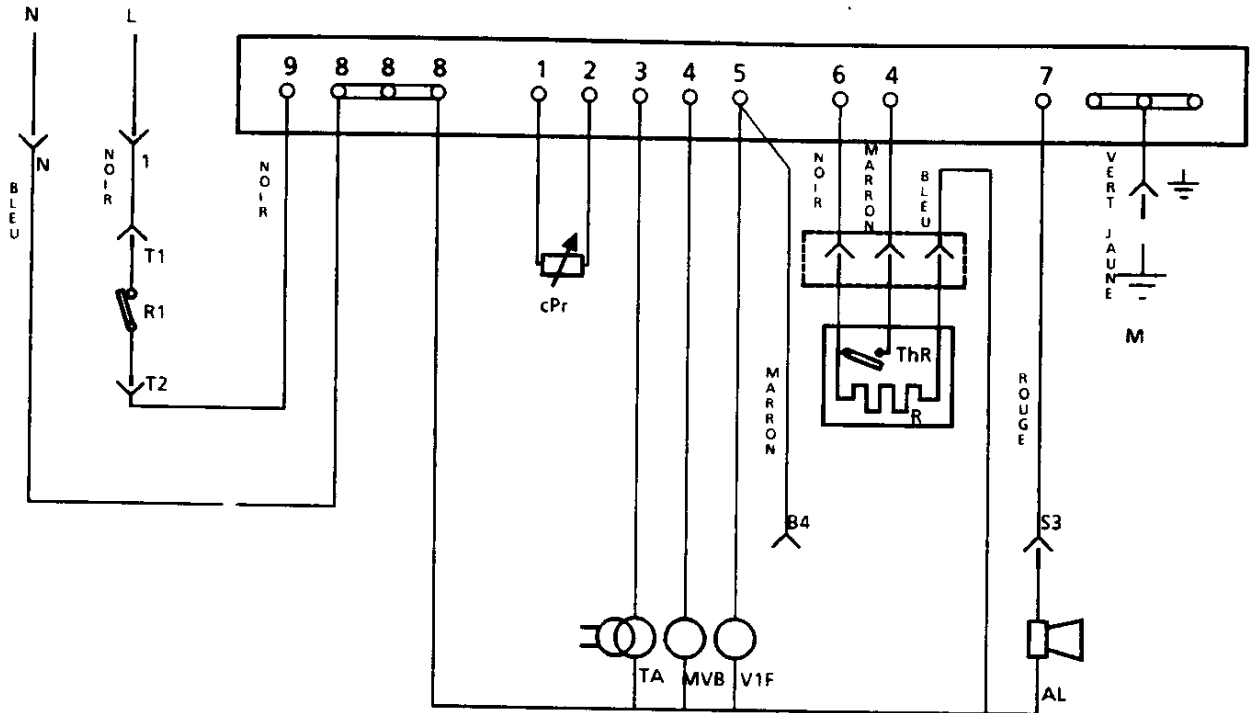 N L
9 8 8 8 1 2 3 4 5 6 4 7
N
1
BLEU
NOIR
NOIR
NOIR
MARRON
BLEU
VERT JAUNE
T1
R1
T2
cPr
ThR
R
M
MARRON
ROUGE
B4
S3
TA MVB V1F
AL